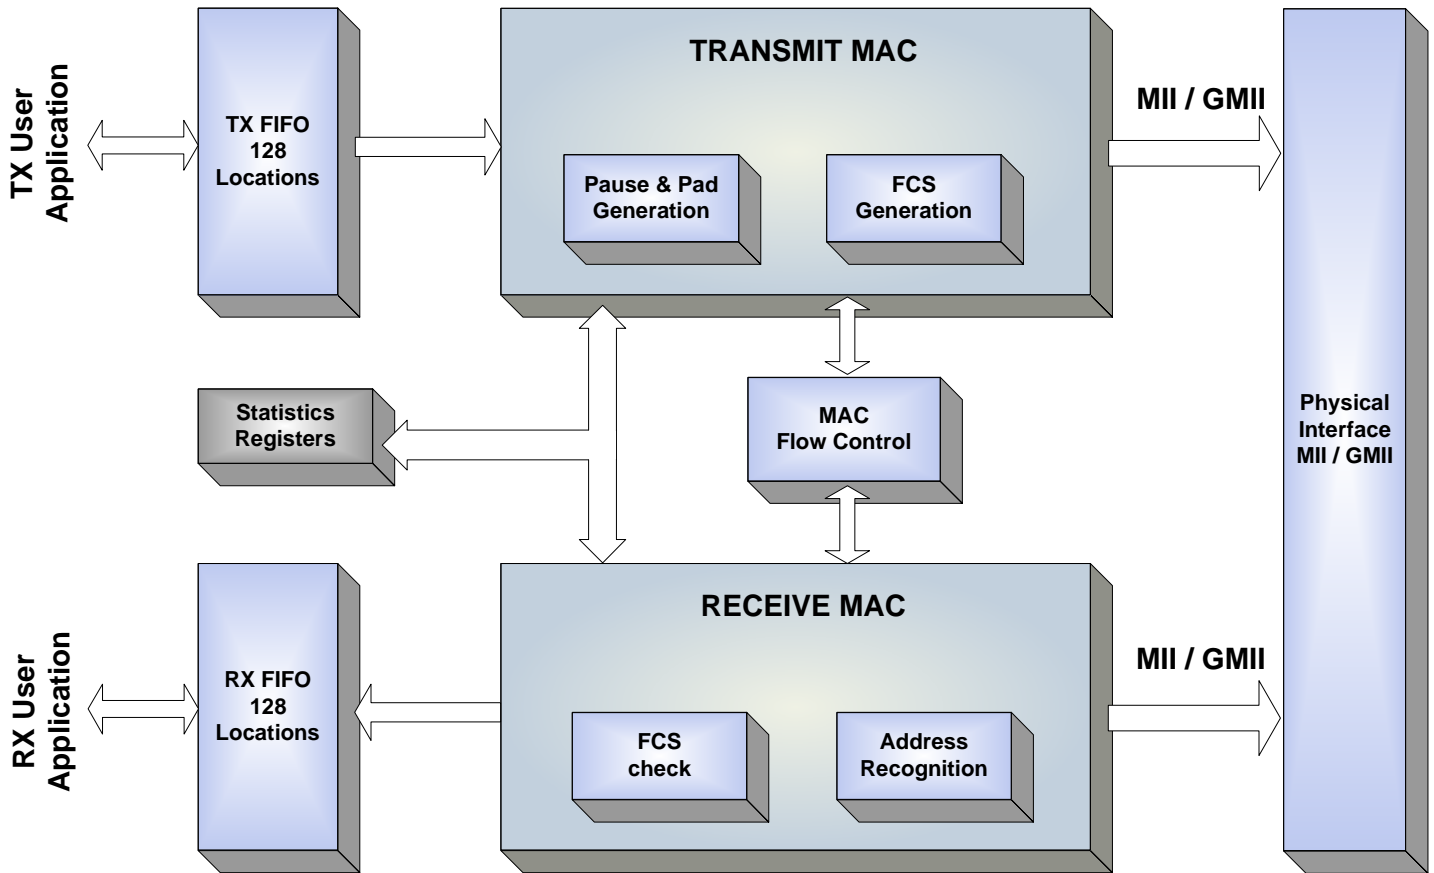 TX User
Application
TX FIFO
128
Locations
TRANSMIT MAC
Pause & Pad
Generation
FCS
Generation
MII / GMII
Statistics
Registers
MAC
Flow Control
Physical
Interface
MII / GMII
RX User
Application
RX FIFO
128
Locations
RECEIVE MAC
FCS
check
Address
Recognition
MII / GMII